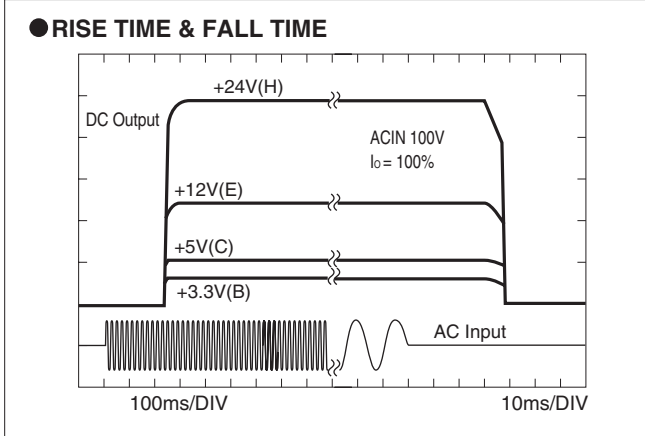 ●RISE TIME & FALL TIME
+24V(H)
DC Output
ACIN 100V
Io = 100%
+12V(E)
+5V(C)
+3.3V(B)
AC Input
100ms/DIV
10ms/DIV